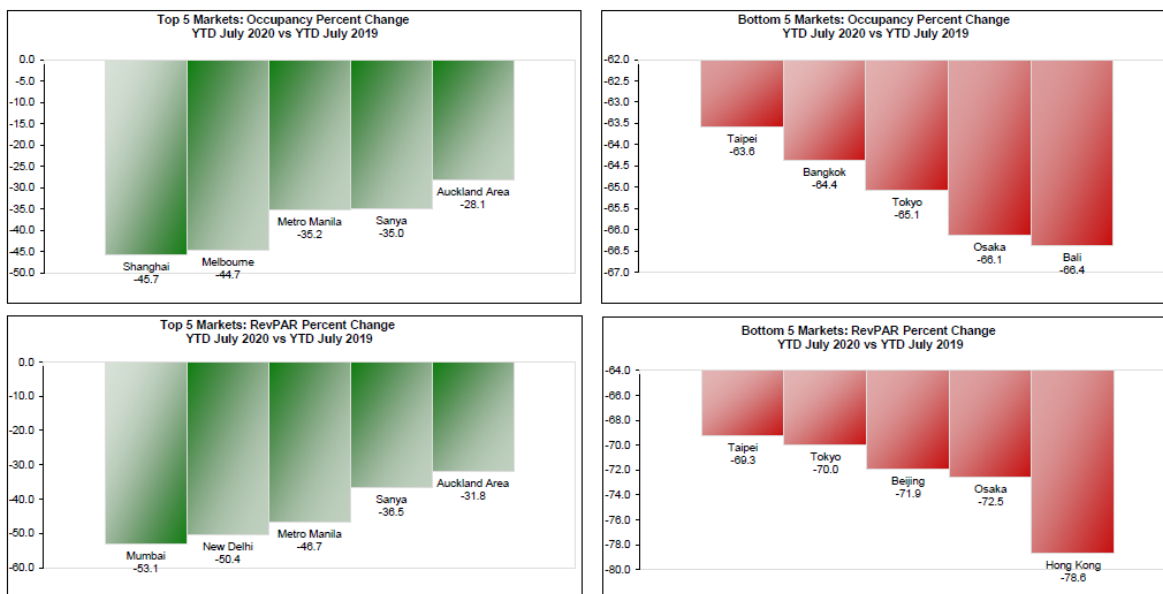 Top 5 Markets: Occupancy Percent Change
YTD July 2020 vs YTD July 2019
0.0
-5.0
-10.0
-15.0
-20.0
-25.0
-30.0
-35.0
-40.0
-45.0
-50.0
Shanghai
-45.7
Melbourne
-44.7
Metro Manila
-35.2
Sanya
-35.0
Auckland Area
-28.1
Bottom 5 Markets: Occupancy Percent Change
YTD July 2020 vs YTD July 2019
-62.0
-62.5
-63.0
-63.5
-64.0
-64.5
-65.0
-65.5
-66.0
-66.5
-67.0
Taipei
-63.6
Bangkok
-64.4
Tokyo
-65.1
Osaka
-66.1
Bali
-66.4
Top 5 Markets: RevPAR Percent Change
YTD July 2020 vs YTD July 2019
0.0
-10.0
-20.0
-30.0
-40.0
-50.0
-60.0
Mumbai
-53.1
New Delhi
-50.4
Metro Manila
-46.7
Sanya
-36.5
Auckland Area
-31.8
Bottom 5 Markets: RevPAR Percent Change
YTD July 2020 vs YTD July 2019
-64.0
-66.0
-68.0
-70.0
-72.0
-74.0
-76.0
-78.0
-80.0
Taipei
-69.3
Tokyo
-70.0
Beijing
-71.9
Osaka
-72.5
Hong Kong
-78.6